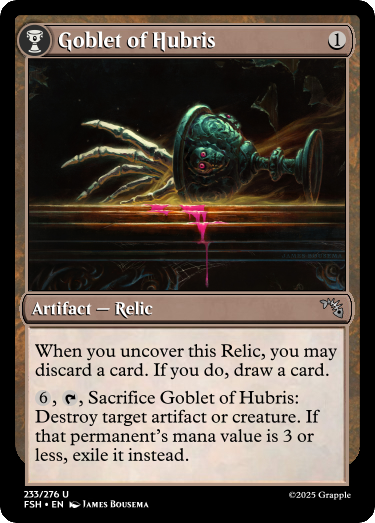 Goblet of Hubris 1
Artifact — Relic
When you uncover this Relic, you may
discard a card. If you do, draw a card.
6, , Sacrifice Goblet of Hubris:
Destroy target artifact or creature. If
that permanent's mana value is 3 or
less, exile it instead.
233/276 U
FSH • EN James Bousema
©2025 Grapple